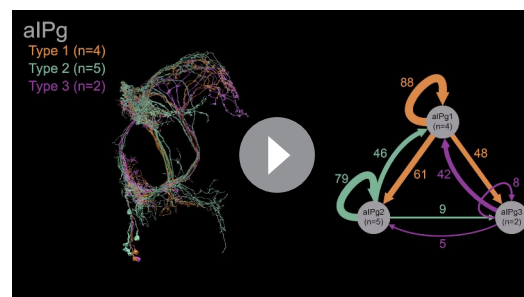 aIPg
Type 1 (n=4)
Type 2 (n=5)
Type 3 (n=2)
88
aIPg1
(n=4)
46
61
48
42
79
8
aIPg2
(n=5)
9
aIPg3
(n=2)
5